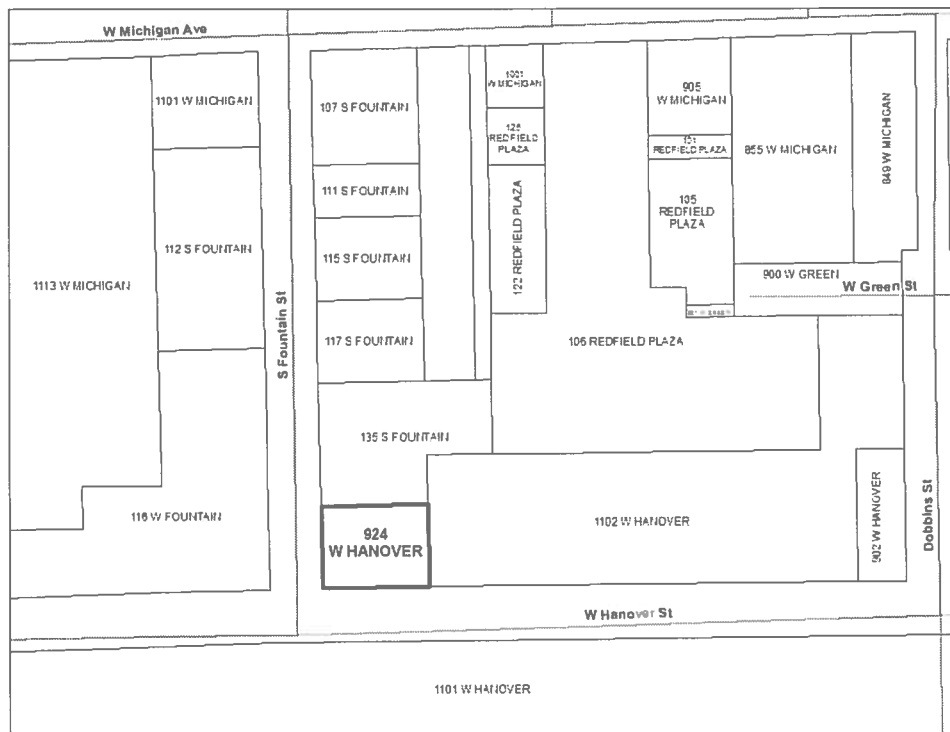 W Michigan Ave
1101 W MICHIGAN
107 S FOUNTAIN
1001
W MICHIGAN
905
W MICHIGAN
855 W MICHIGAN
849 W MICHIGAN
REDFIELD
PLAZA
REDFIELD PLAZA
111 S FOUNTAIN
122 REDFIELD PLAZA
105
REDFIELD
PLAZA
112 S FOUNTAIN
115 S FOUNTAIN
1113 W MICHIGAN
900 W GREEN
W Green St
S Fountain St
117 S FOUNTAIN
106 REDFIELD PLAZA
135 S FOUNTAIN
116 W FOUNTAIN
924
W HANOVER
1102 W HANOVER
902 W HANOVER
Dobbins St
W Hanover St
1101 W HANOVER